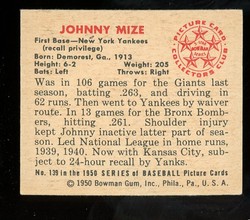 JOHNNY MIZE
First Base—New York Yankees
(recall privilege)
Born: Demorest, Ga., 1913
Height: 6-2 Weight: 205
Bats: Left Throws: Right
PICTURE CARD
COLLECTORS CLUB
BOWMAN
Was in 106 games for the Giants last
season, batting .263, and driving in
62 runs. Then went to Yankees by waiver
route. In 13 games for the Bronx Bomb-
ers, hitting .261. Shoulder injury
kept Johnny inactive latter part of sea-
son. Led National League in home runs,
1939, 1940. Now with Kansas City, sub-
ject to 24-hour recall by Yanks.
No. 139 in the 1950 SERIES OF BASEBALL Picture Cards
©1950 Bowman Gum, Inc., Phila., Pa., U. S. A.